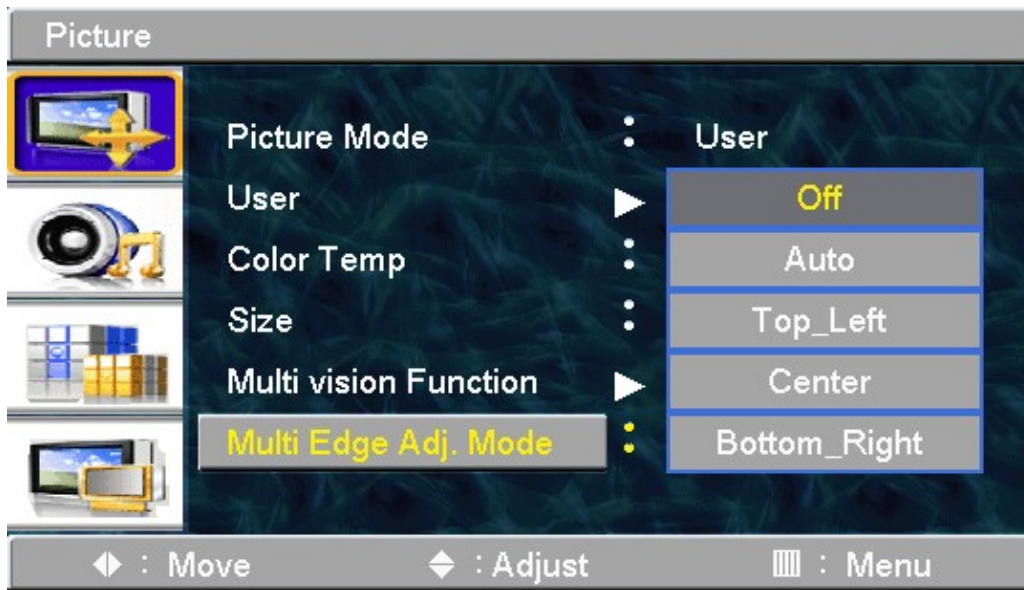 Picture
Picture Mode : User
User ▶ Off
Color Temp : Auto
Size : Top_Left
Multi vision Function ▶ Center
Multi Edge Adj. Mode : Bottom_Right
: Move : Adjust : Menu